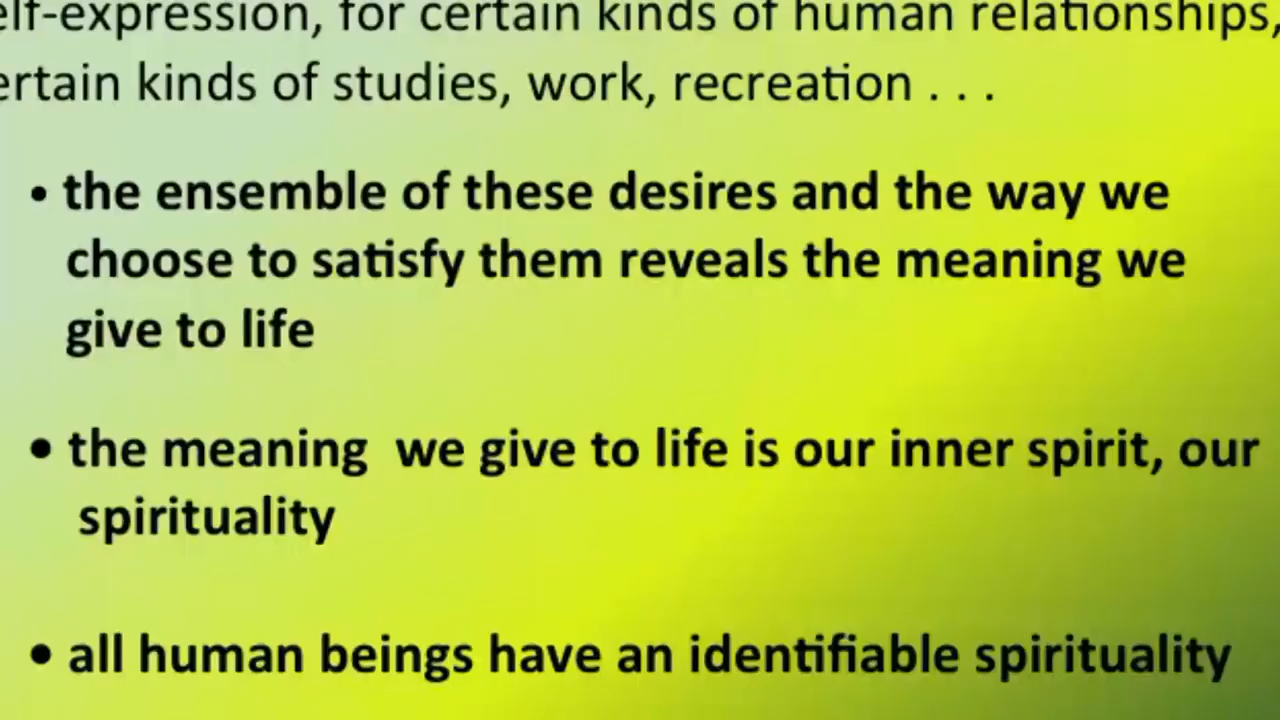 elf-expression, for certain kinds of human relationships,
ertain kinds of studies, work, recreation . . .
• the ensemble of these desires and the way we
choose to satisfy them reveals the meaning we
give to life
• the meaning  we give to life is our inner spirit, our
spirituality
• all human beings have an identifiable spirituality